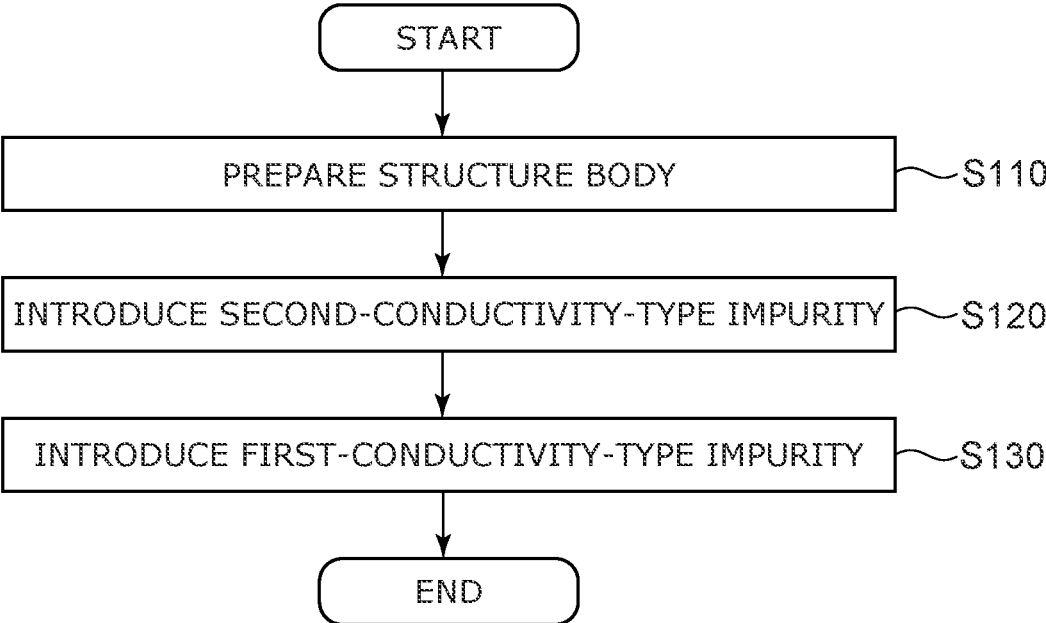 START
PREPARE STRUCTURE BODY
S110
INTRODUCE SECOND-CONDUCTIVITY-TYPE IMPURITY
S120
INTRODUCE FIRST-CONDUCTIVITY-TYPE IMPURITY
S130
END